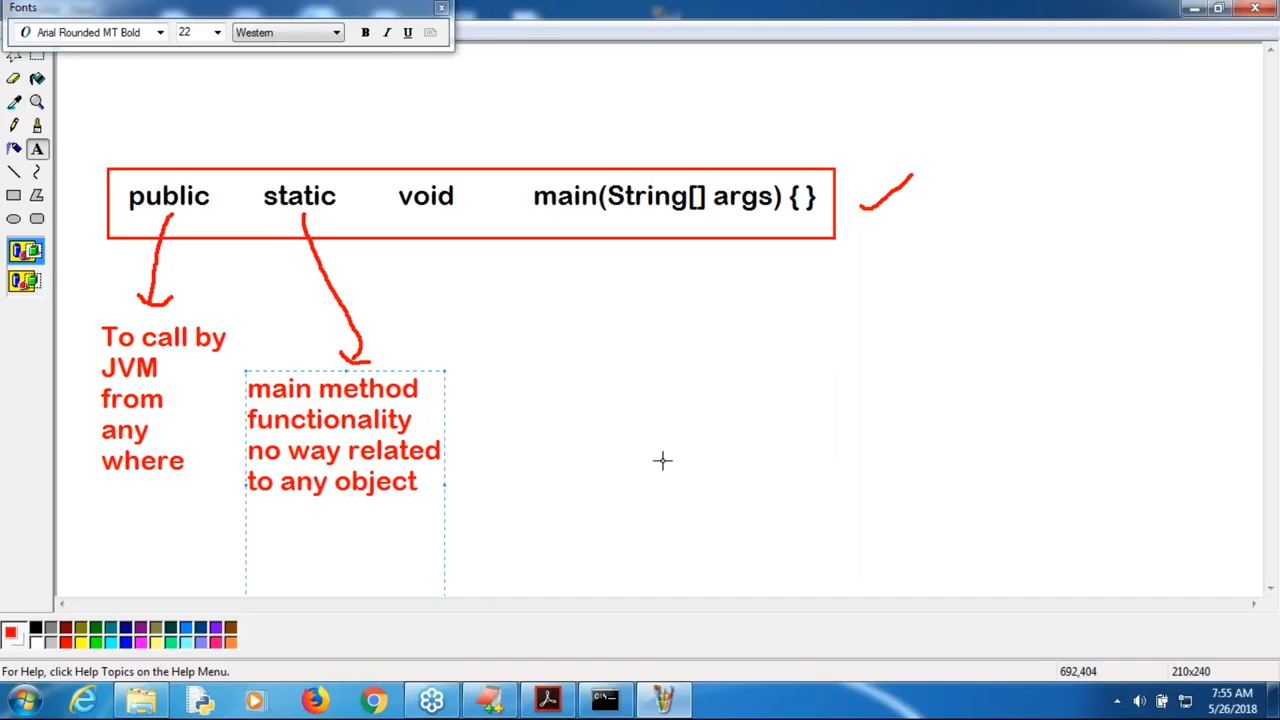 Fonts
Arial Rounded MT Bold 22 Western B I U
public static void main(String[] args) { }
To call by
JVM
from
any
where
main method
functionality
no way related
to any object
For Help, click Help Topics on the Help Menu. 692,404 210x240
7:55 AM
5/26/2018